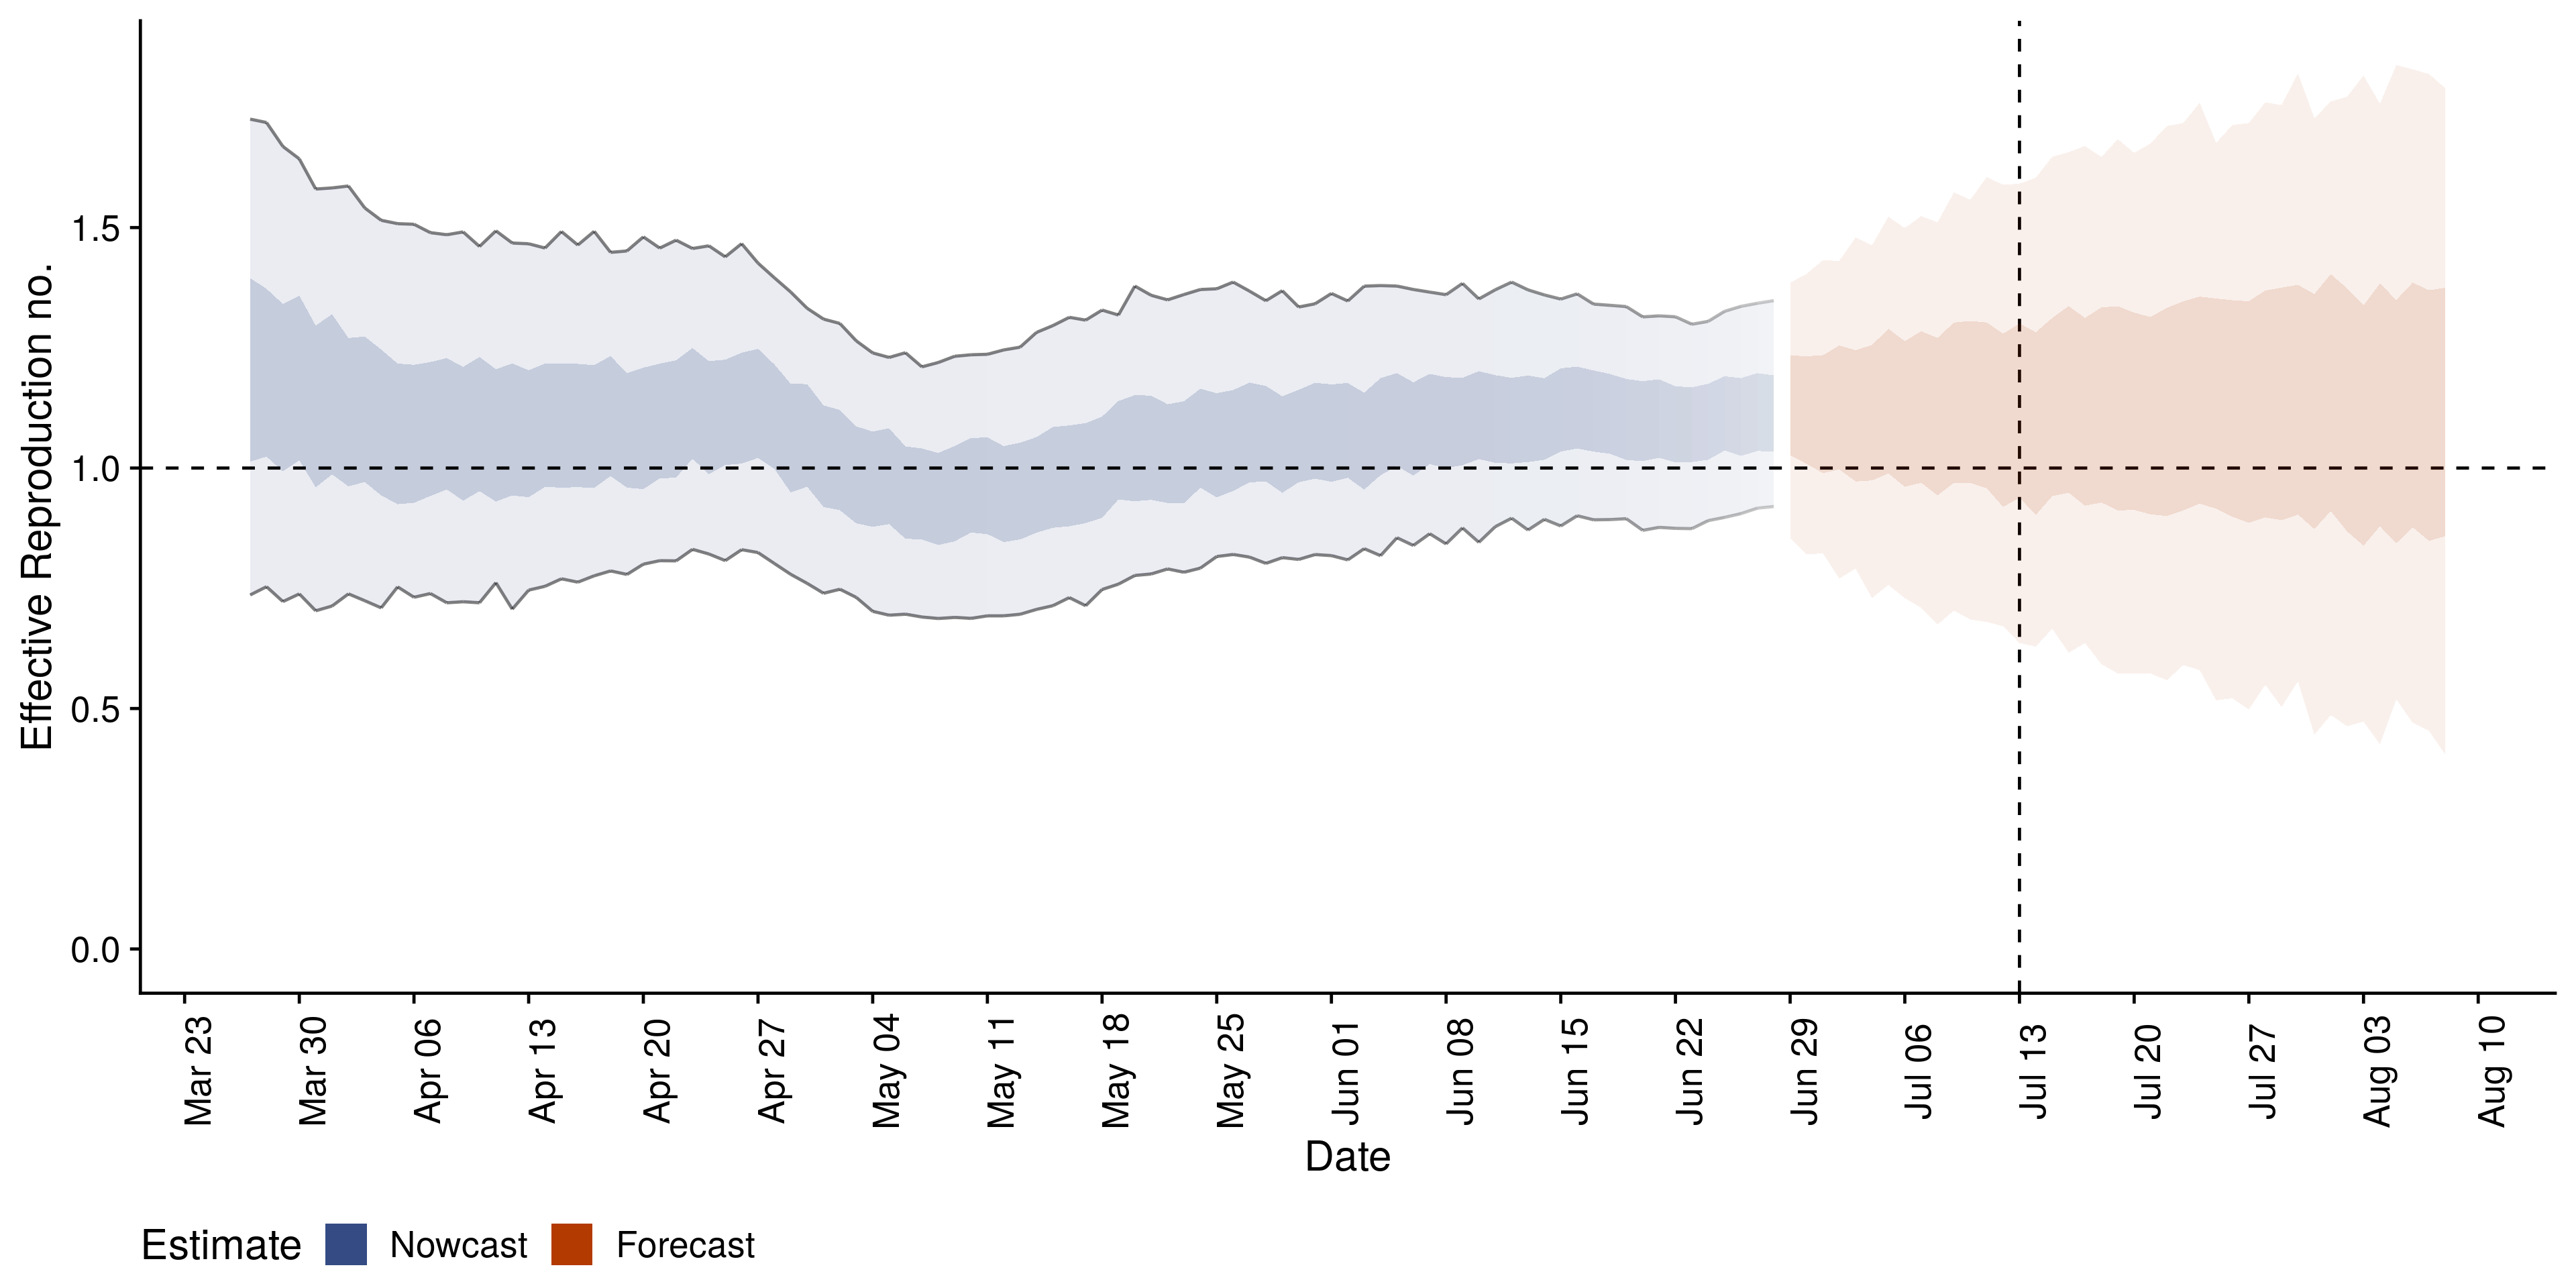 Effective Reproduction no.
1.5
1.0
0.5
0.0
Mar 23
Mar 30
Apr 06
Apr 13
Apr 20
Apr 27
May 04
May 11
May 18
May 25
Jun 01
Jun 08
Jun 15
Jun 22
Jun 29
Jul 06
Jul 13
Jul 20
Jul 27
Aug 03
Aug 10
Date
Estimate Nowcast Forecast